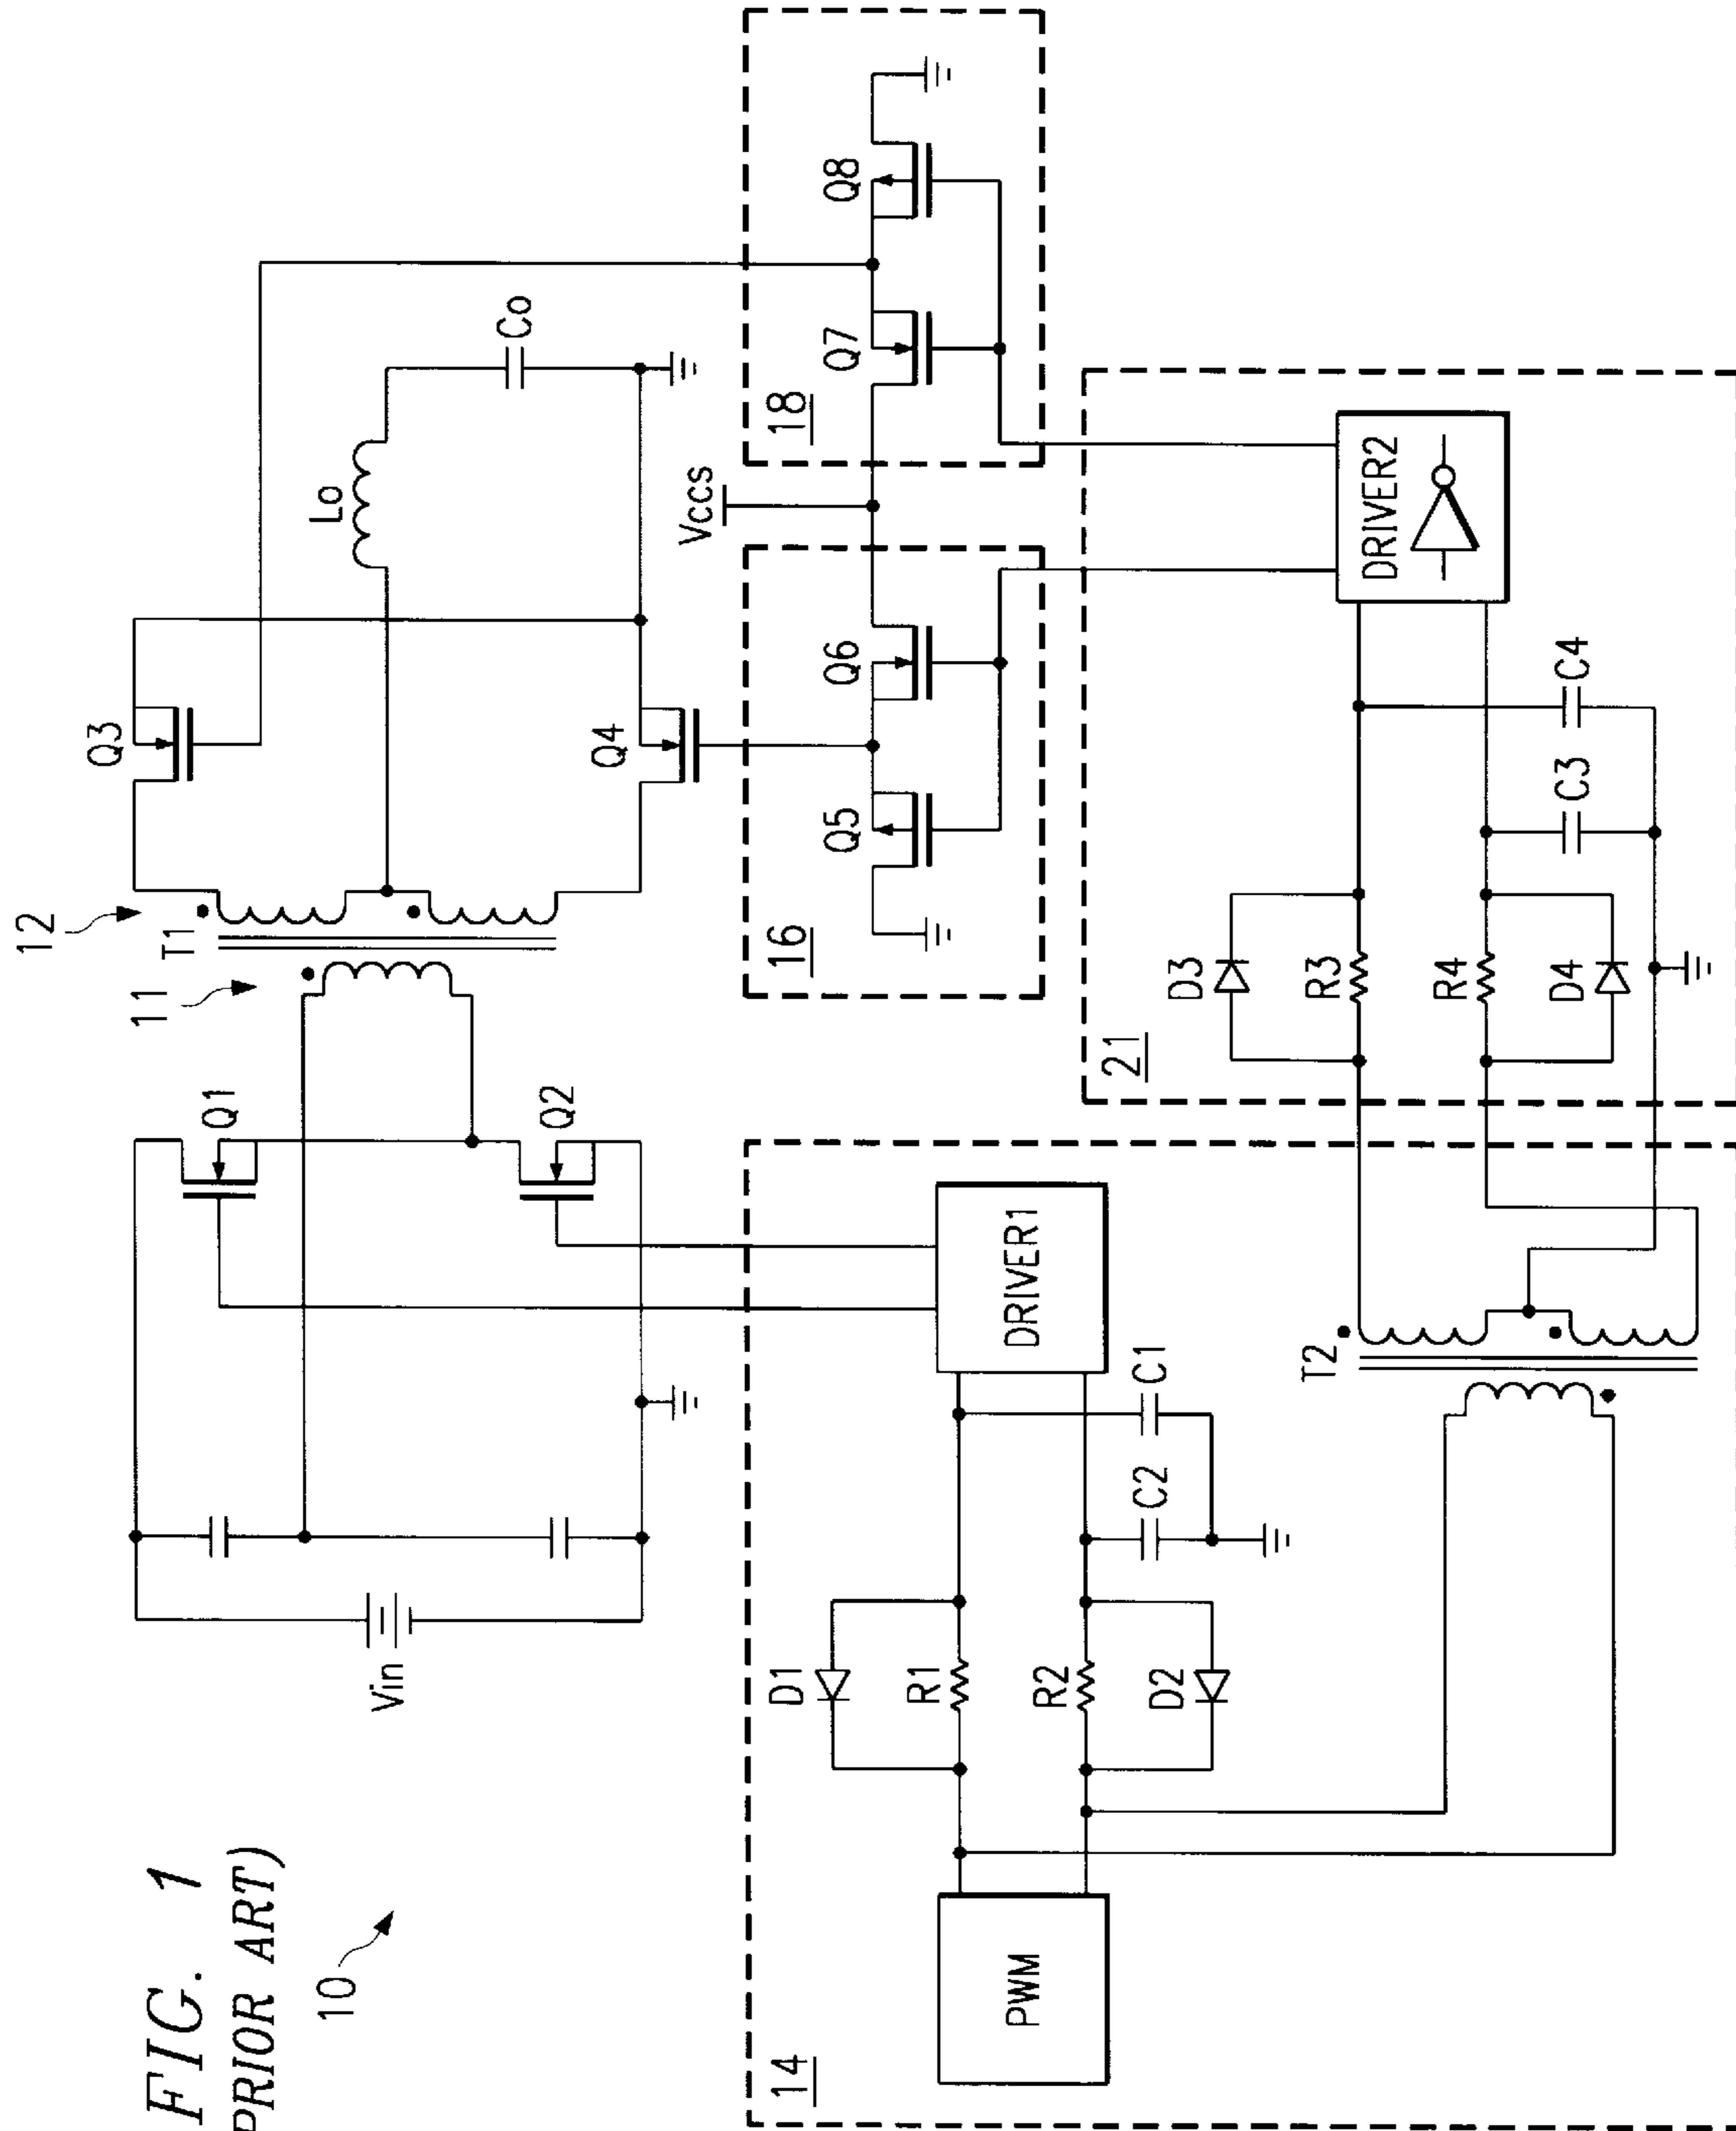 FIG. 1
PRIOR ART)
10
11
12
T1
Vin
Q1
Q2
Q3
Q4
Lo
Co
Vccs
16
Q5
Q6
18
Q7
Q8
14
PWM
D1
R1
R2
D2
C2
C1
DRIVER1
T2
21
D3
R3
R4
D4
C3
C4
DRIVER2